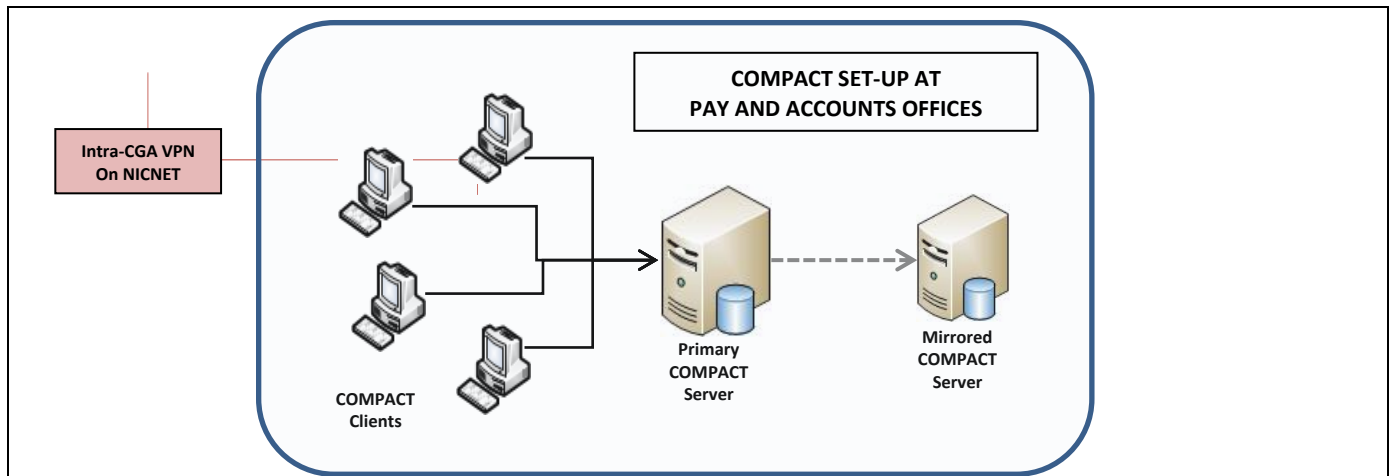 COMPACT SET-UP AT
PAY AND ACCOUNTS OFFICES
Intra-CGA VPN
On NICNET
COMPACT
Clients
Primary
COMPACT
Server
Mirrored
COMPACT
Server